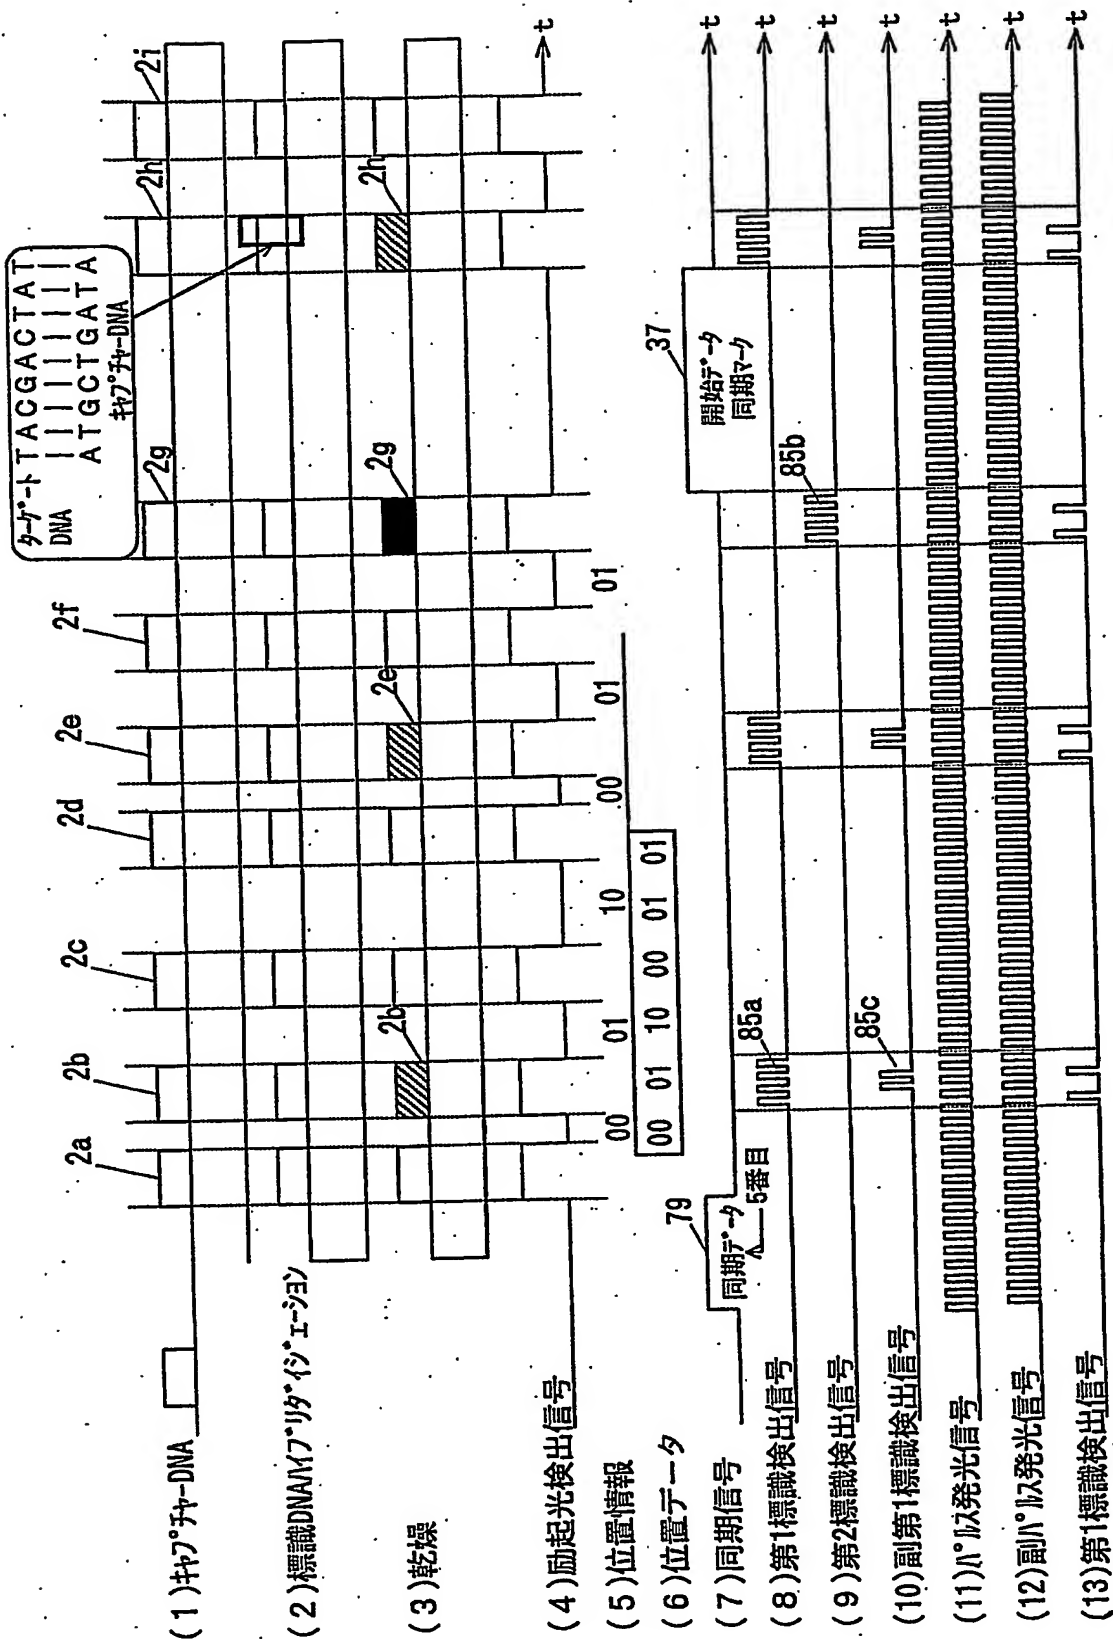 (1)キャプチャーDNA
(2)標識DNAハイブリダイジェーション
(3)乾燥
(4)励起光検出信号
(5)位置情報
(6)位置データ
(7)同期信号
(8)第1標識検出信号
(9)第2標識検出信号
(10)副第1標識検出信号
(11)パルス発光信号
(12)副パルス発光信号
(13)第1標識検出信号
2a
2b
2c
2d
2e
2f
2g
2h
2i
ターゲート TACGACTAT
DNA
ATGCTGATA
キャプチャーDNA
2b
2e
2g
2h
t
00 01 10 00 01 01
00 01 10 00 01 01
79
同期データ
5番目
37
開始データ
同期マーク
85a
85b
85c
t
t
t
t
t
t
t